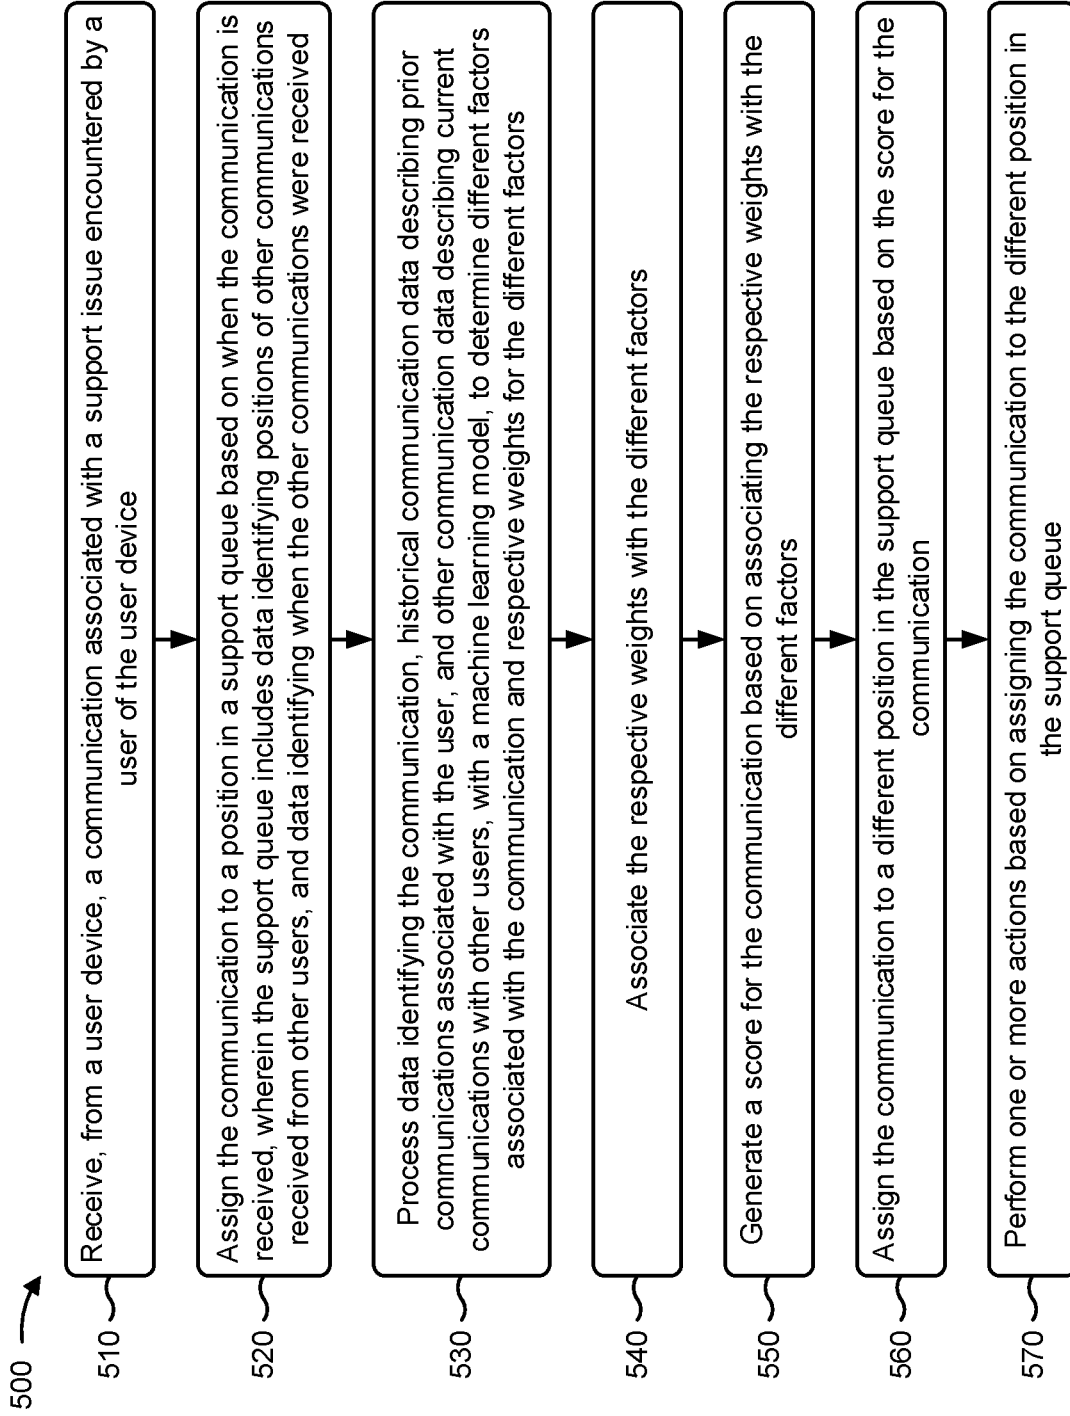 500
510
Receive, from a user device, a communication associated with a support issue encountered by a
user of the user device
520
Assign the communication to a position in a support queue based on when the communication is
received, wherein the support queue includes data identifying positions of other communications
received from other users, and data identifying when the other communications were received
530
Process data identifying the communication, historical communication data describing prior
communications associated with the user, and other communication data describing current
communications with other users, with a machine learning model, to determine different factors
associated with the communication and respective weights for the different factors
540
Associate the respective weights with the different factors
550
Generate a score for the communication based on associating the respective weights with the
different factors
560
Assign the communication to a different position in the support queue based on the score for the
communication
570
Perform one or more actions based on assigning the communication to the different position in
the support queue